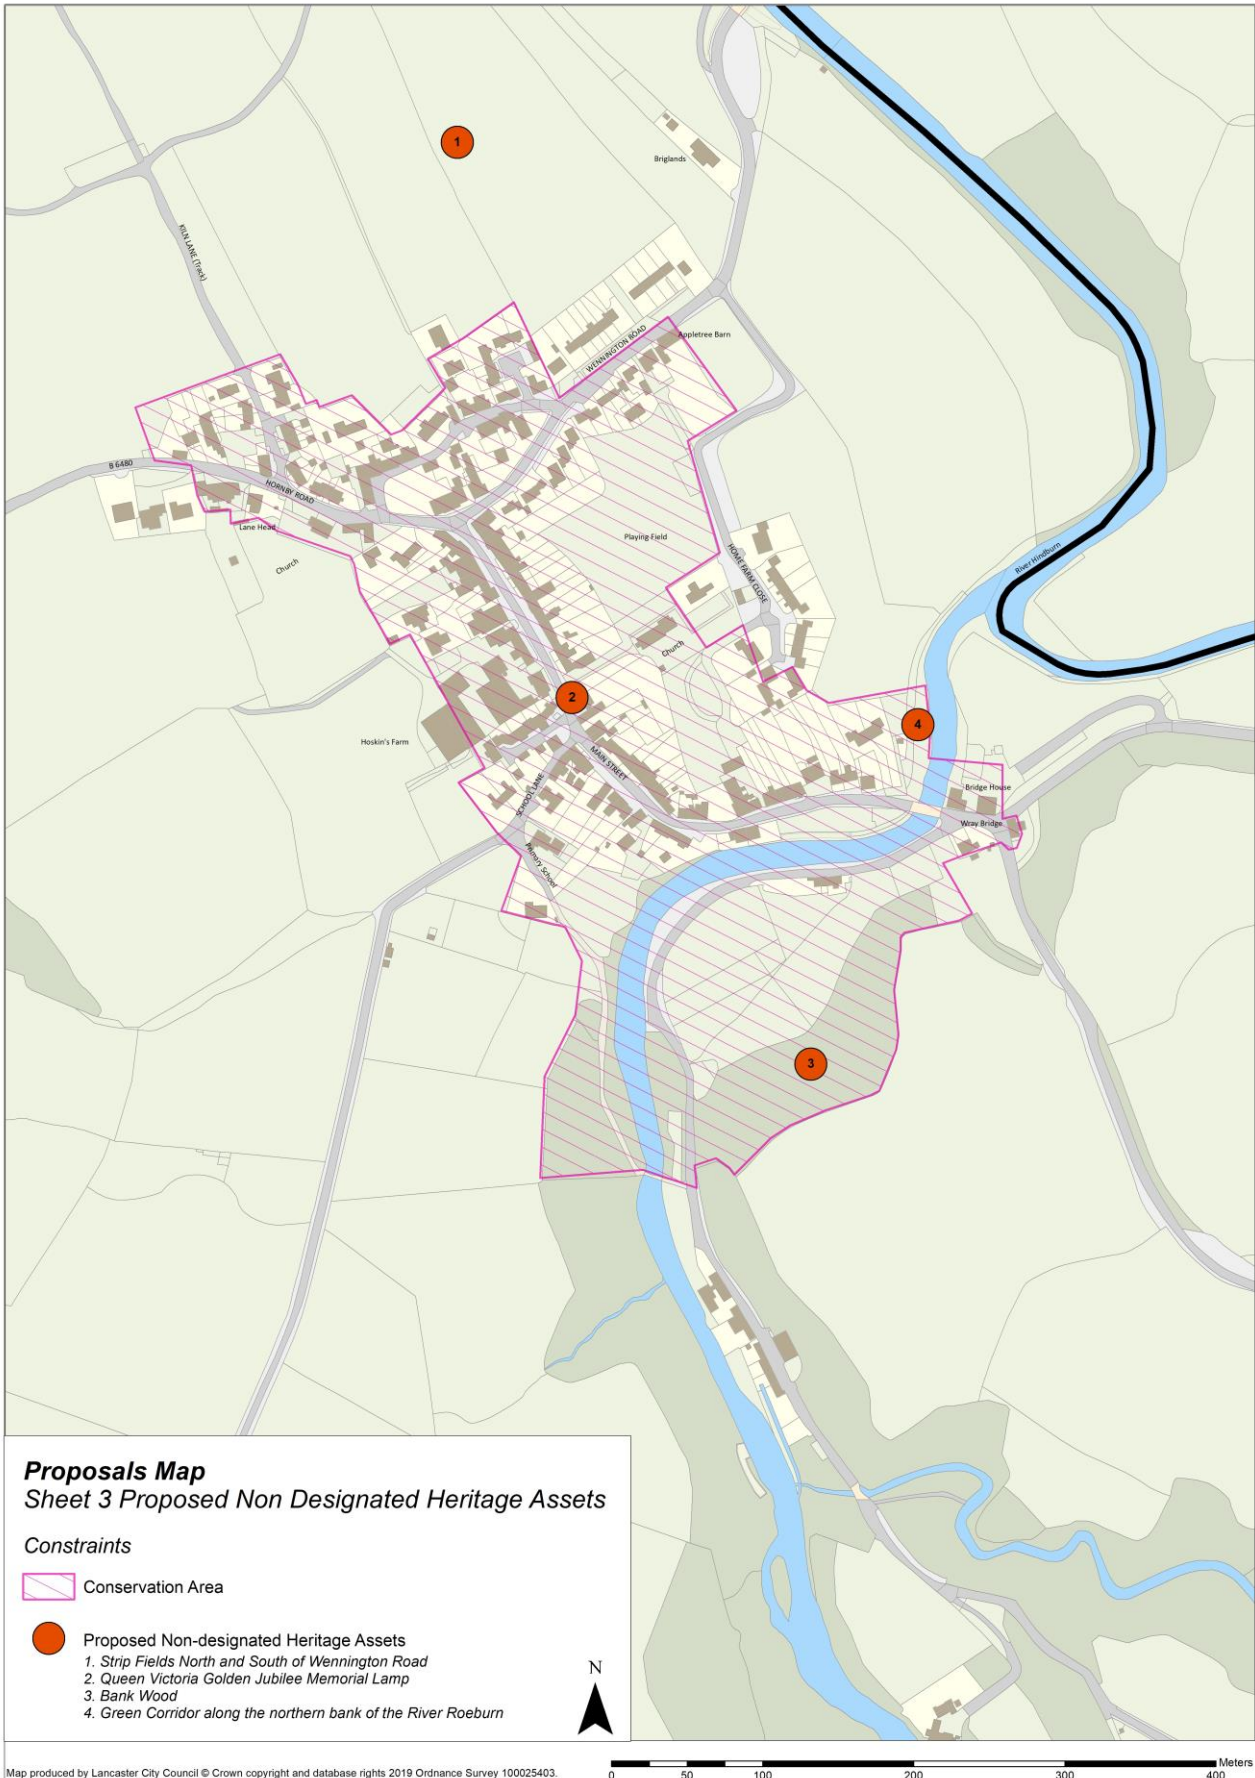 1
Briglands
KILN LANE (Track)
WENNINGTON ROAD
Appletree Barn
B 6480
HORNBY ROAD
Lane Head
Church
Playing Field
HOME FARM CLOSE
River Hindburn
Church
2
4
Hoskin's Farm
MAIN STREET
SCHOOL LANE
Bridge House
Wray Bridge
Primary School
3
Proposals Map
Sheet 3 Proposed Non Designated Heritage Assets
Constraints
Conservation Area
Proposed Non-designated Heritage Assets
1. Strip Fields North and South of Wennington Road
2. Queen Victoria Golden Jubilee Memorial Lamp
3. Bank Wood
4. Green Corridor along the northern bank of the River Roeburn
N
Map produced by Lancaster City Council © Crown copyright and database rights 2019 Ordnance Survey 100025403.
Meters
0 50 100 200 300 400